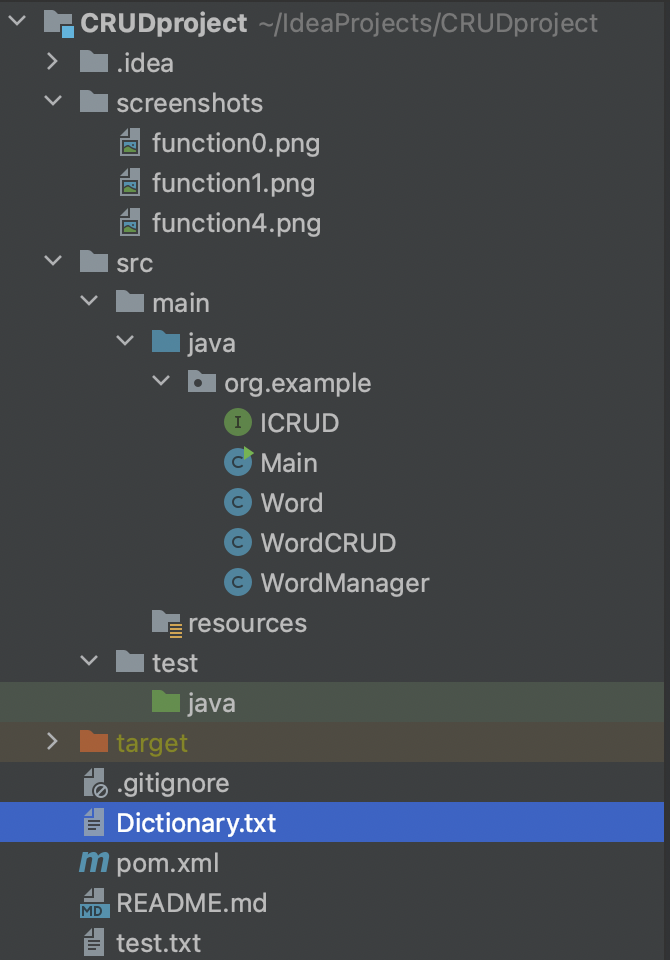 CRUDproject ~/IdeaProjects/CRUDproject
.idea
screenshots
function0.png
function1.png
function4.png
src
main
java
org.example
I ICRUD
C Main
C Word
C WordCRUD
C WordManager
resources
test
java
target
.gitignore
Dictionary.txt
m pom.xml
MD README.md
test.txt